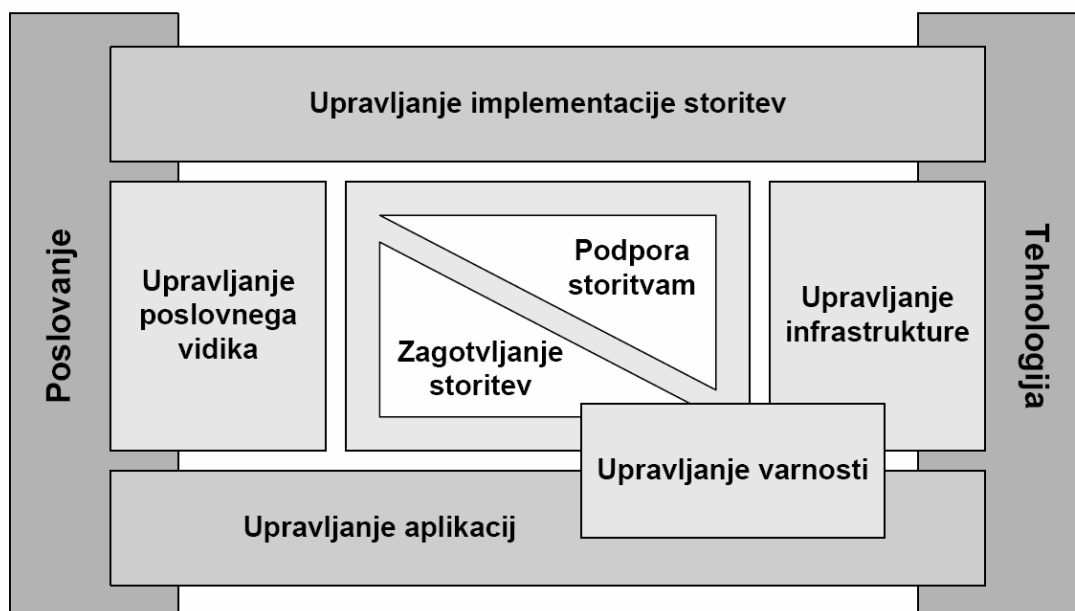 Upravljanje implementacije storitev
Poslovanje
Upravljanje
poslovnega
vidika
Podpora
storitvam
Zagotvljanje
storitev
Upravljanje
infrastrukture
Tehnologija
Upravljanje varnosti
Upravljanje aplikacij